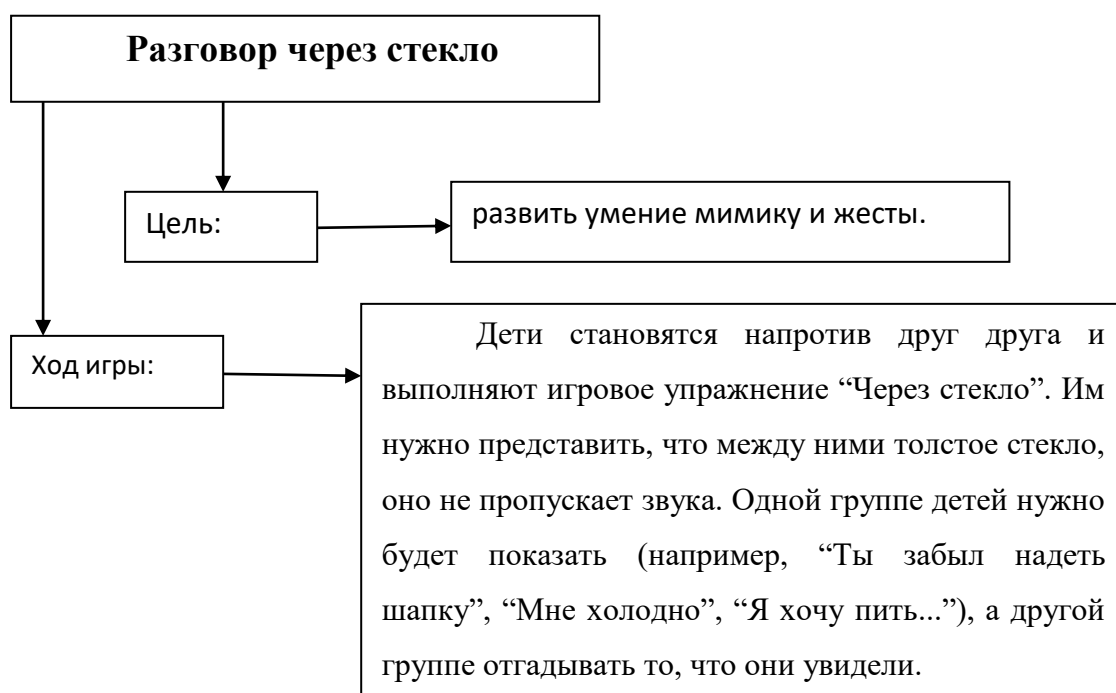 Разговор через стекло
Цель:
развить умение мимику и жесты.
Ход игры:
Дети становятся напротив друг друга и
выполняют игровое упражнение “Через стекло”. Им
нужно представить, что между ними толстое стекло,
оно не пропускает звука. Одной группе детей нужно
будет показать (например, “Ты забыл надеть
шапку”, “Мне холодно”, “Я хочу пить...”), а другой
группе отгадывать то, что они увидели.